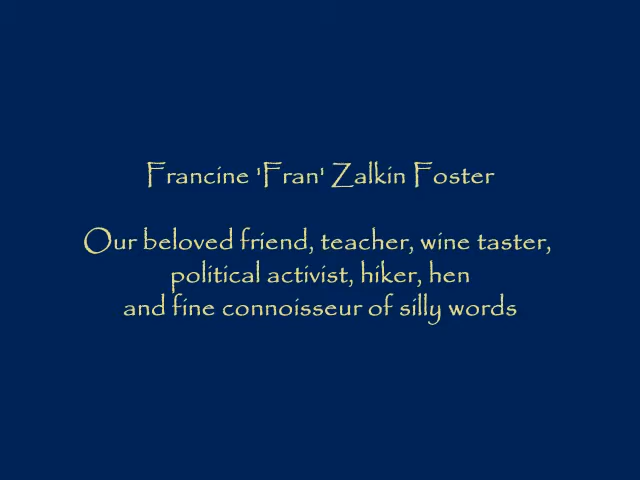 Francine 'Fran' Zalkin Foster
Our beloved friend, teacher, wine taster,
political activist, hiker, hen
and fine connoisseur of silly words